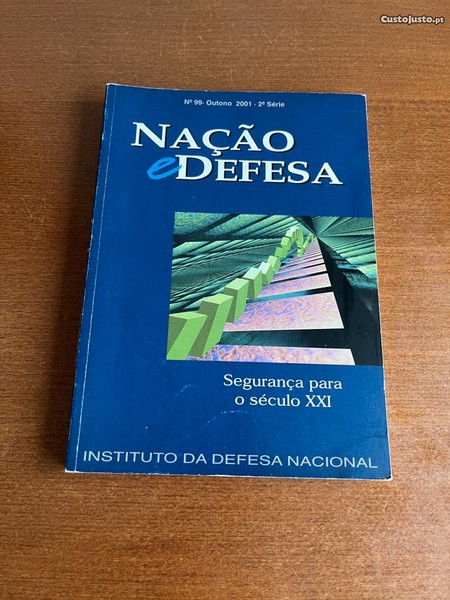 CustoJusto.pt
Nº 99- Outono 2001 - 2ª Série
NAÇÃO
eDEFESA
Segurança para
o século XXI
INSTITUTO DA DEFESA NACIONAL